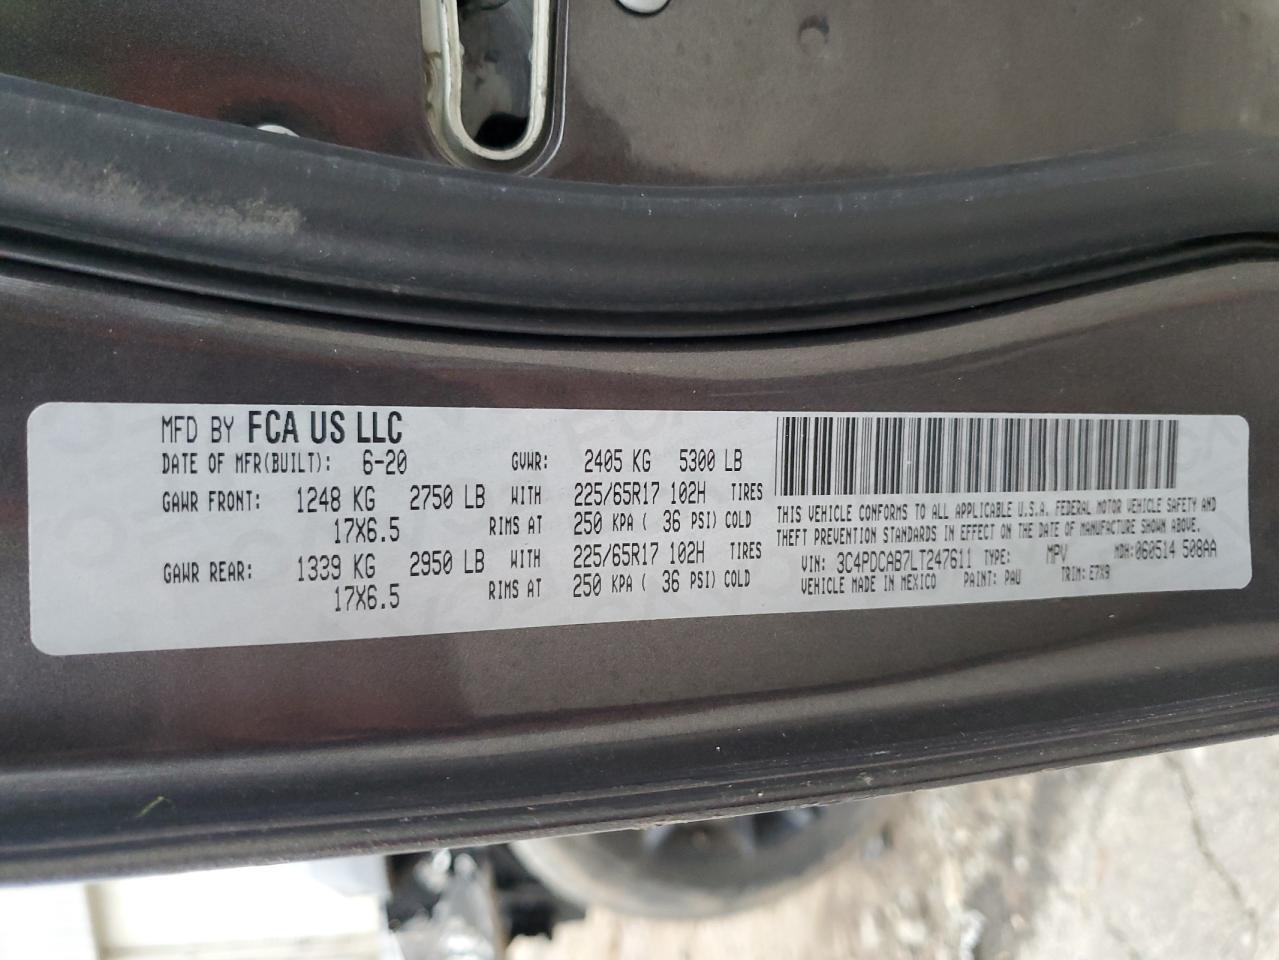 MFD BY FCA US LLC
DATE OF MFR(BUILT): 6-20 GVWR: 2405 KG 5300 LB
GAWR FRONT: 1248 KG 2750 LB WITH 225/65R17 102H TIRES
17X6.5 RIMS AT 250 KPA ( 36 PSI) COLD
GAWR REAR: 1339 KG 2950 LB WITH 225/65R17 102H TIRES
17X6.5 RIMS AT 250 KPA ( 36 PSI) COLD
THIS VEHICLE CONFORMS TO ALL APPLICABLE U.S.A. FEDERAL MOTOR VEHICLE SAFETY AND
THEFT PREVENTION STANDARDS IN EFFECT ON THE DATE OF MANUFACTURE SHOWN ABOVE.
VIN: 3C4PDCAB7LT247611 TYPE: MPV MDH: 060514 508AA
VEHICLE MADE IN MEXICO PAINT: PAU TRIM: E7X9